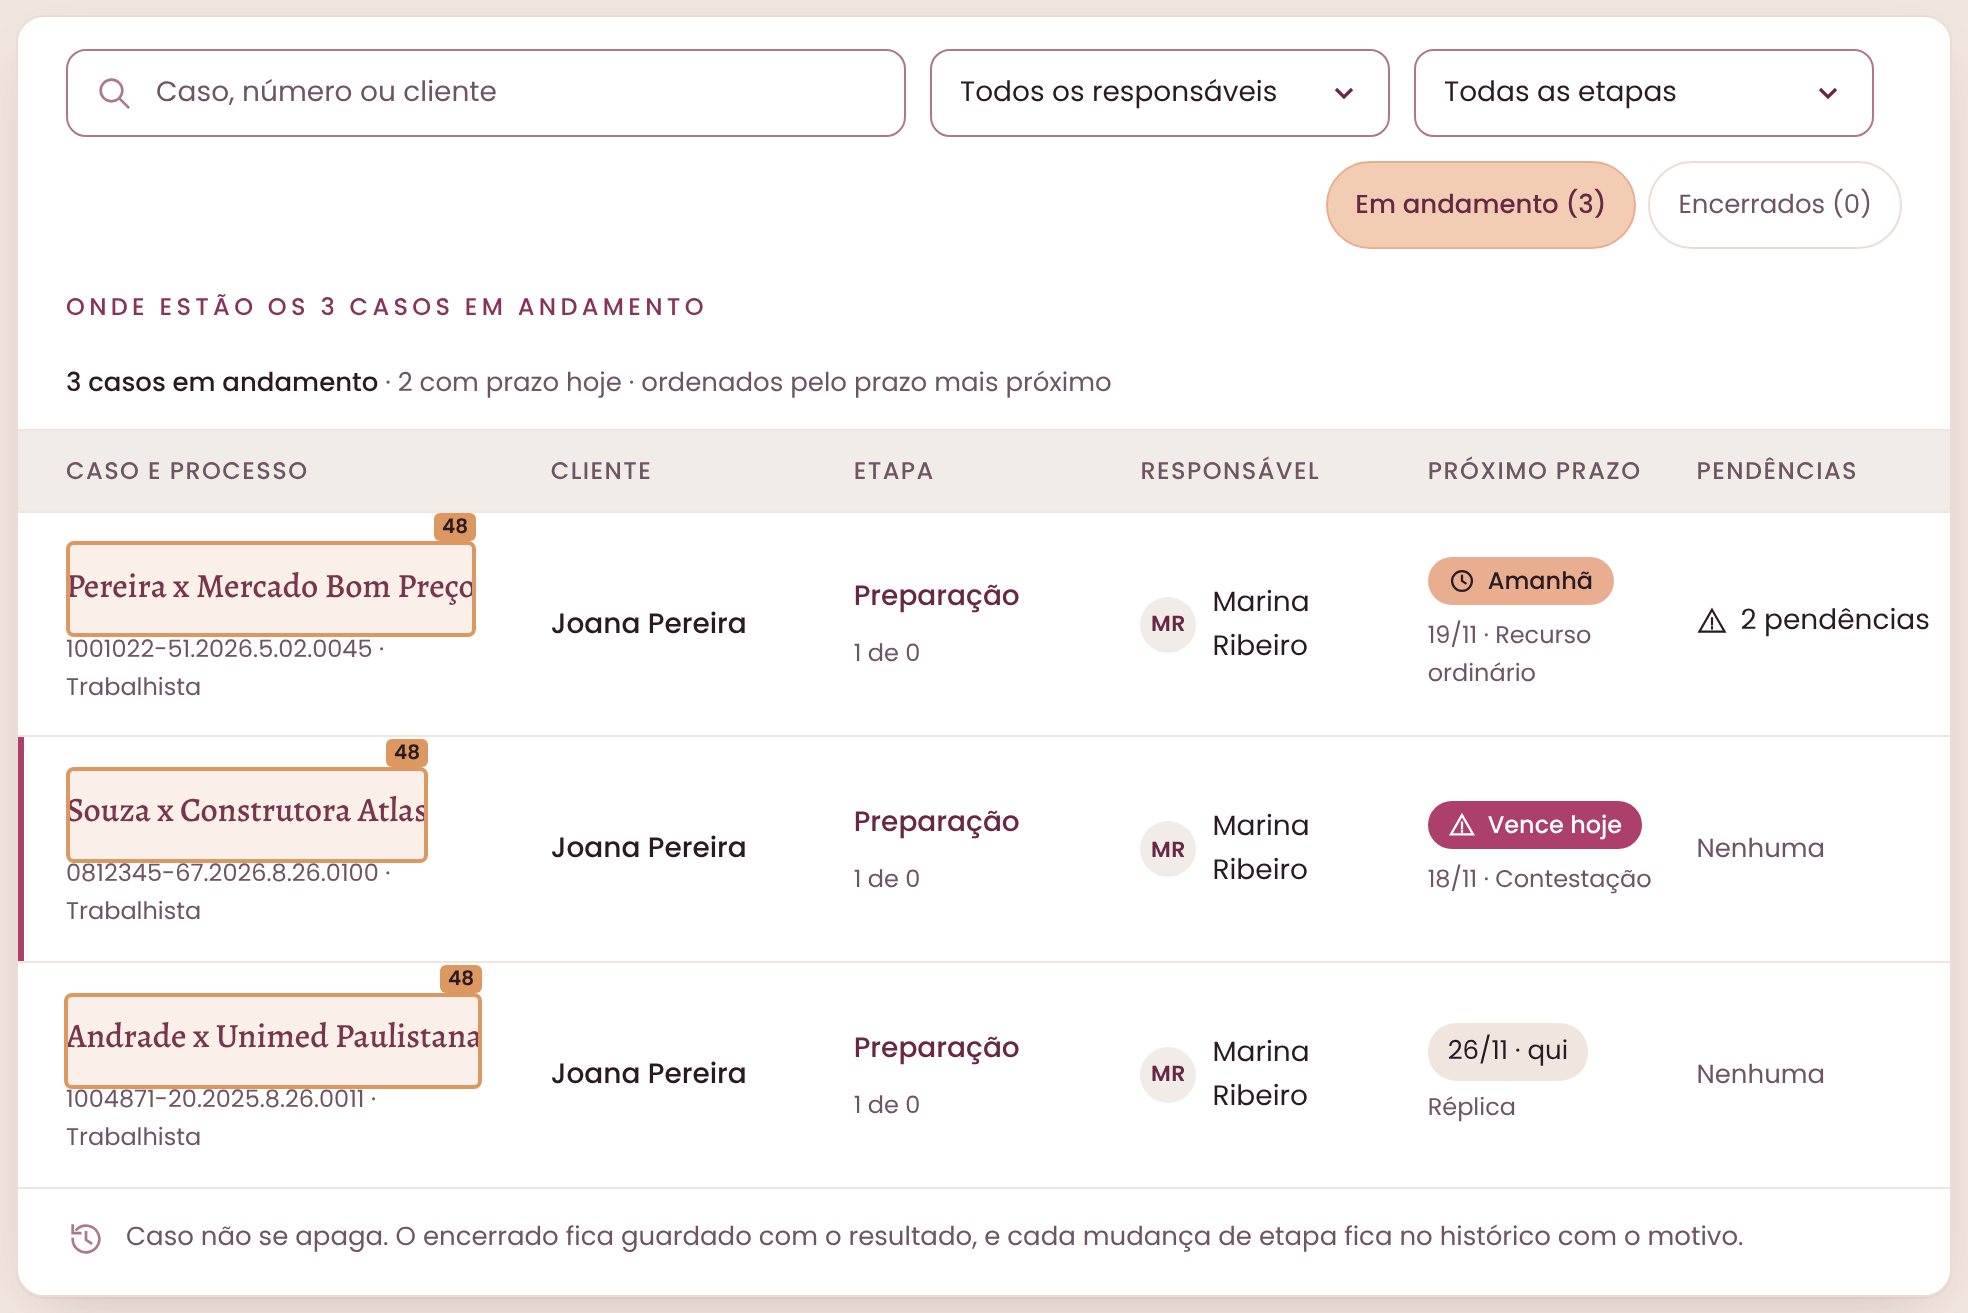 Caso, número ou cliente
Todos os responsáveis
Todas as etapas
Em andamento (3)
Encerrados (0)
ONDE ESTÃO OS 3 CASOS EM ANDAMENTO
3 casos em andamento · 2 com prazo hoje · ordenados pelo prazo mais próximo
CASO E PROCESSO
CLIENTE
ETAPA
RESPONSÁVEL
PRÓXIMO PRAZO
PENDÊNCIAS
48
Pereira x Mercado Bom Preço
1001022-51.2026.5.02.0045 ·
Trabalhista
Joana Pereira
Preparação
1 de 0
MR
Marina
Ribeiro
Amanhã
19/11 · Recurso
ordinário
2 pendências
48
Souza x Construtora Atlas
0812345-67.2026.8.26.0100 ·
Trabalhista
Joana Pereira
Preparação
1 de 0
MR
Marina
Ribeiro
Vence hoje
18/11 · Contestação
Nenhuma
48
Andrade x Unimed Paulistana
1004871-20.2025.8.26.0011 ·
Trabalhista
Joana Pereira
Preparação
1 de 0
MR
Marina
Ribeiro
26/11 · qui
Réplica
Nenhuma
Caso não se apaga. O encerrado fica guardado com o resultado, e cada mudança de etapa fica no histórico com o motivo.